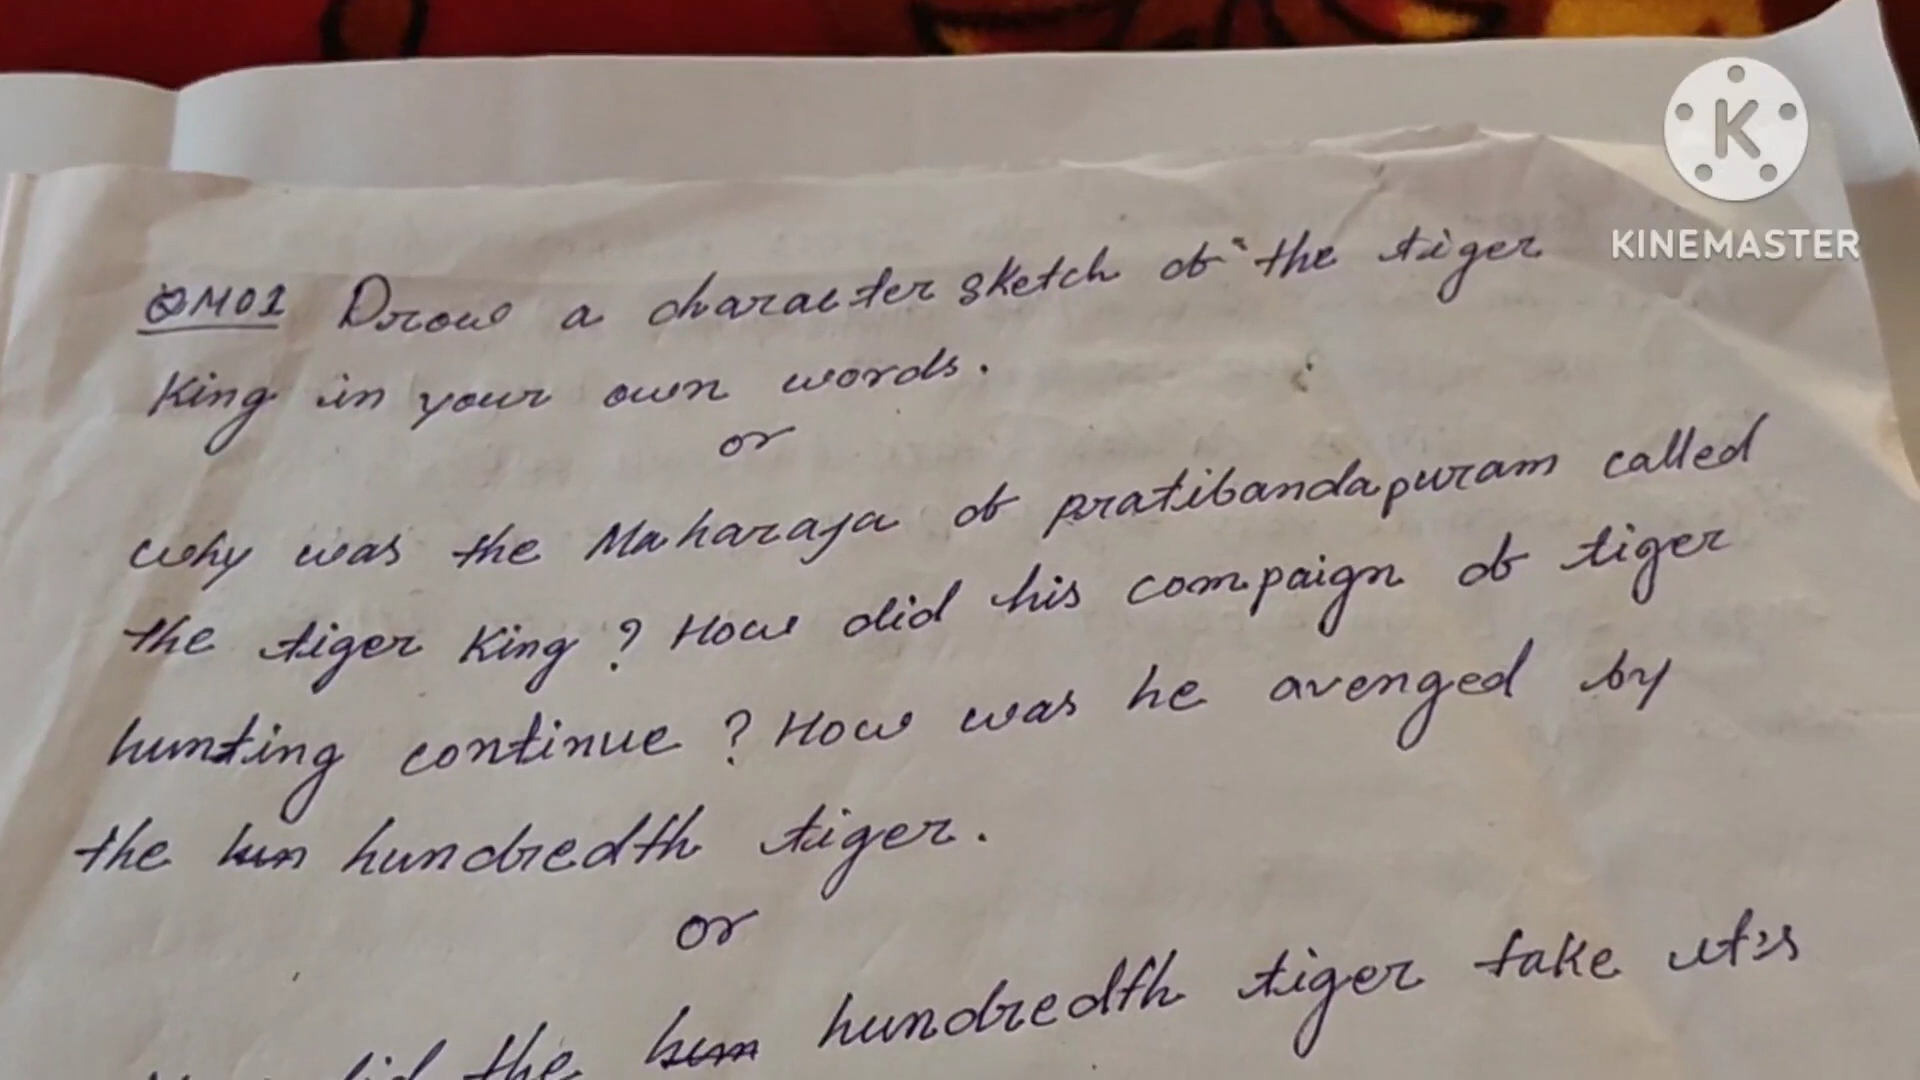 KINEMASTER
QM01 Draw a character sketch of "the tiger
King in your own words.
or
Why was the Maharaja of pratibandapuram called
the tiger King ? How did his compaign of tiger
hunting continue ? How was he avenged by
the hun hundredth tiger.
or
did the hun hundredth tiger take it's